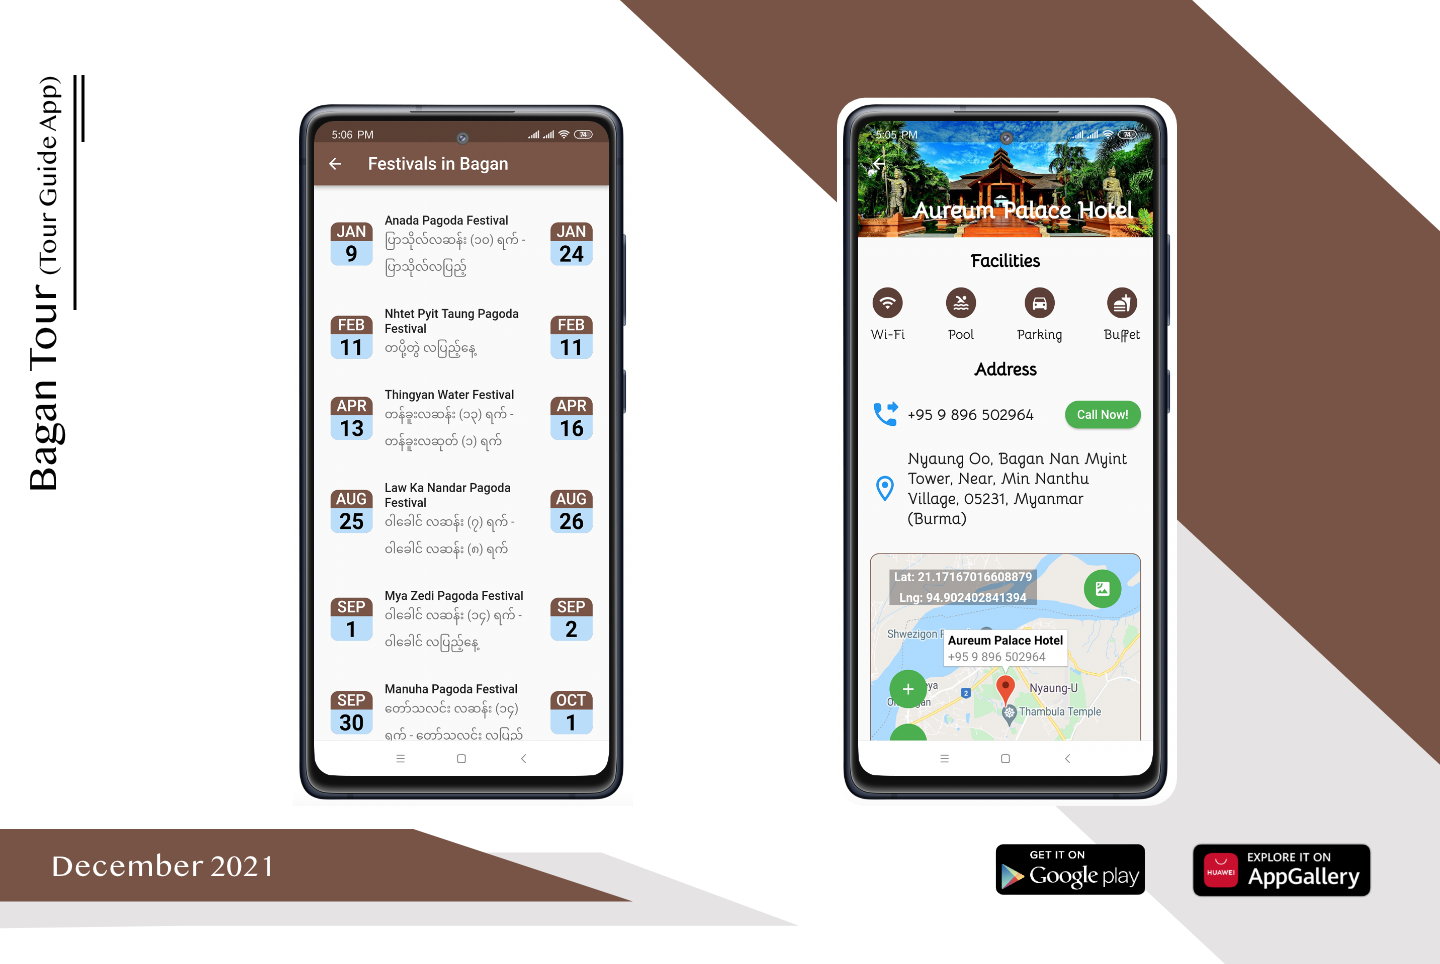 Bagan Tour (Tour Guide App)
5:06 PM
74
Festivals in Bagan
JAN
9
Anada Pagoda Festival
ပြာသိုလ်လဆန်း (၁၀) ရက် -
ပြာသိုလ်လပြည့်
JAN
24
FEB
11
Nhtet Pyit Taung Pagoda
Festival
တပို့တွဲ လပြည့်နေ့
FEB
11
APR
13
Thingyan Water Festival
တန်ခူးလဆန်း (၁၃) ရက် -
တန်ခူးလဆုတ် (၁) ရက်
APR
16
AUG
25
Law Ka Nandar Pagoda
Festival
ဝါခေါင် လဆန်း (၇) ရက် -
ဝါခေါင် လဆန်း (၈) ရက်
AUG
26
SEP
1
Mya Zedi Pagoda Festival
ဝါခေါင် လဆန်း (၁၄) ရက် -
ဝါခေါင် လပြည့်နေ့
SEP
2
SEP
30
Manuha Pagoda Festival
တော်သလင်း လဆန်း (၁၄)
ရက် - တော်သလင်း လပြည်
OCT
1
5:05 PM
74
Aureum Palace Hotel
Facilities
Wi-Fi
Pool
Parking
Buffet
Address
+95 9 896 502964
Call Now!
Nyaung Oo, Bagan Nan Myint
Tower, Near, Min Nanthu
Village, 05231, Myanmar
(Burma)
Lat: 21.17167016608879
Lng: 94.902402841394
Shwezigon
Aureum Palace Hotel
+95 9 896 502964
+
2
Nyaung-U
Thambula Temple
December 2021
GET IT ON
Google play
HUAWEI
EXPLORE IT ON
AppGallery